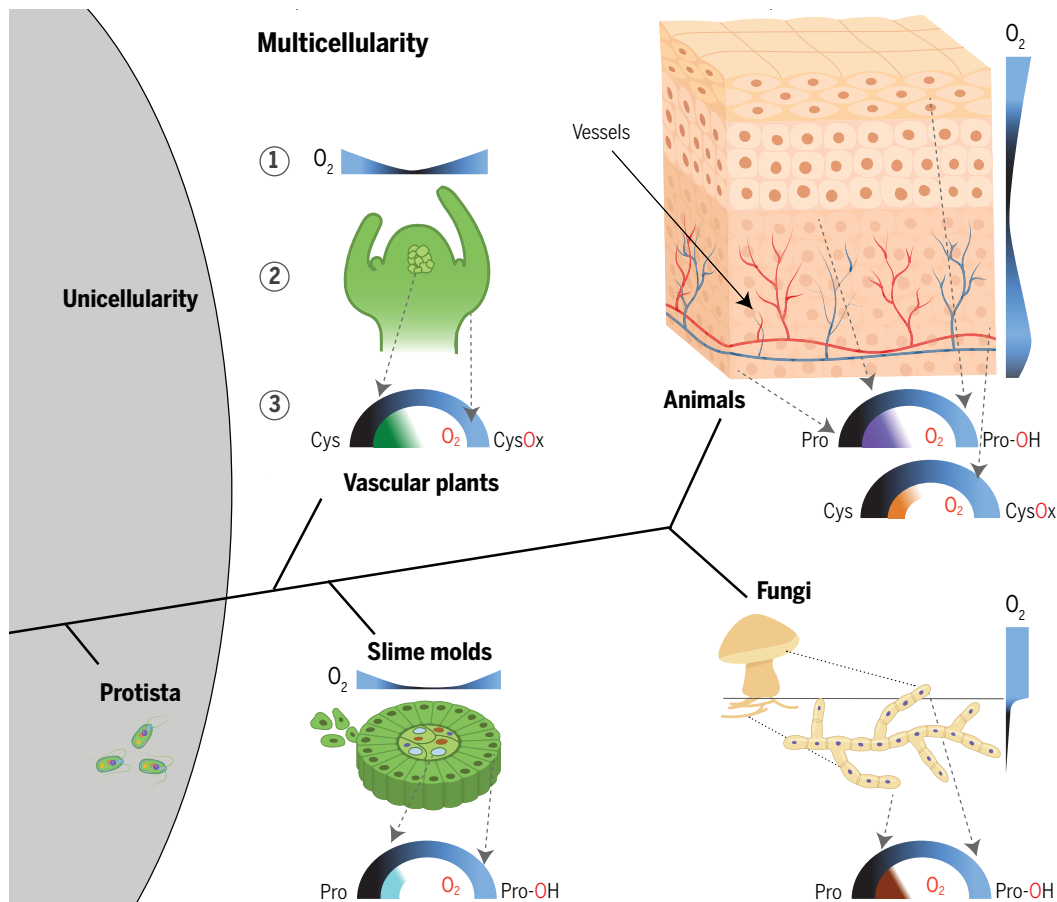 Multicellularity
O2
Vessels
1
O2
2
Unicellularity
3
Animals
Cys
O2
CysOx
Pro
O2
Pro-OH
Vascular plants
Cys
O2
CysOx
Fungi
O2
Slime molds
O2
Protista
Pro
O2
Pro-OH
Pro
O2
Pro-OH